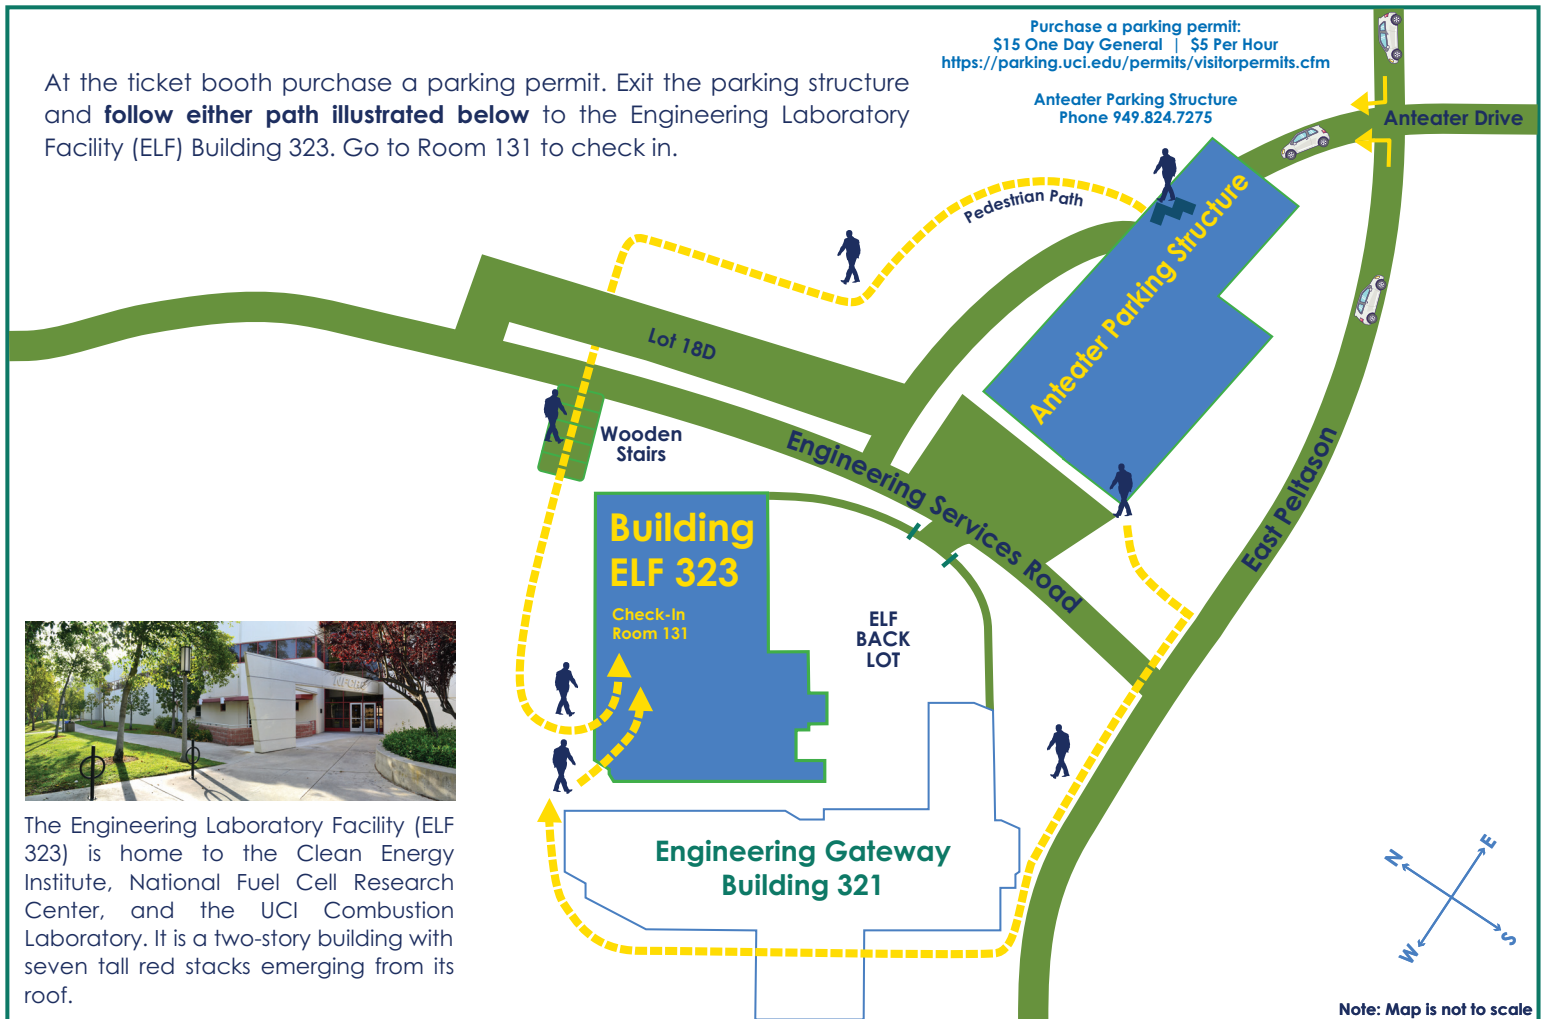 Purchase a parking permit:
$15 One Day General | $5 Per Hour
https://parking.uci.edu/permits/visitorpermits.cfm
Anteater Parking Structure
Phone 949.824.7275
At the ticket booth purchase a parking permit. Exit the parking structure
and follow either path illustrated below to the Engineering Laboratory
Facility (ELF) Building 323. Go to Room 131 to check in.
Anteater Drive
Pedestrian Path
Anteater Parking Structure
Lot 18D
Wooden
Stairs
Engineering Services Road
East Peltason
Building
ELF 323
Check-In
Room 131
ELF
BACK
LOT
Engineering Gateway
Building 321
The Engineering Laboratory Facility (ELF
323) is home to the Clean Energy
Institute, National Fuel Cell Research
Center, and the UCI Combustion
Laboratory. It is a two-story building with
seven tall red stacks emerging from its
roof.
N
E
W
S
Note: Map is not to scale